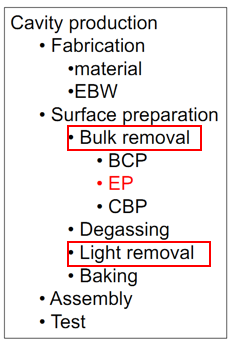 Cavity production
• Fabrication
•material
•EBW
• Surface preparation
• Bulk removal
• BCP
• EP
• CBP
• Degassing
• Light removal
• Baking
• Assembly
• Test